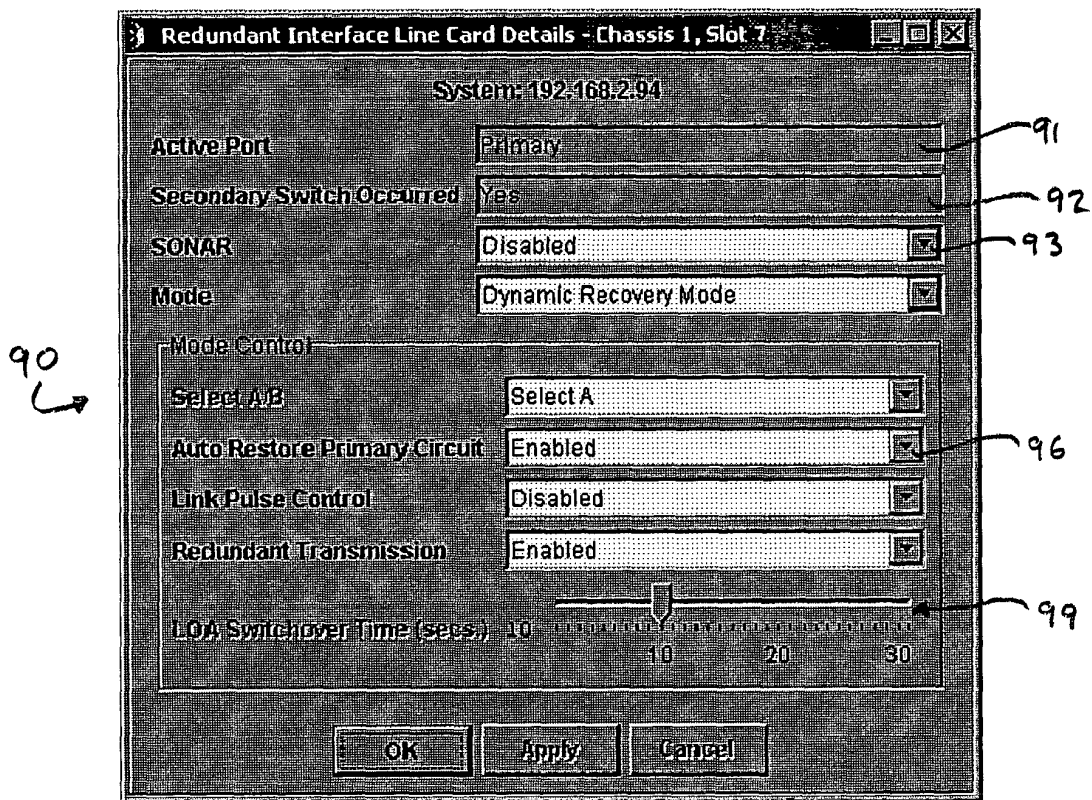 Redundant Interface Line Card Details - Chassis 1, Slot 7
System: 192.168.2.94
Active Port Primary 91
Secondary Switch Occurred Yes 92
SONAR Disabled 93
Mode Dynamic Recovery Mode
90
Mode Control
Select A/B Select A
Auto Restore Primary Circuit Enabled 96
Link Pulse Control Disabled
Redundant Transmission Enabled
LOA Switchover Time (secs.) 10 99
10 20 30
OK Apply Cancel